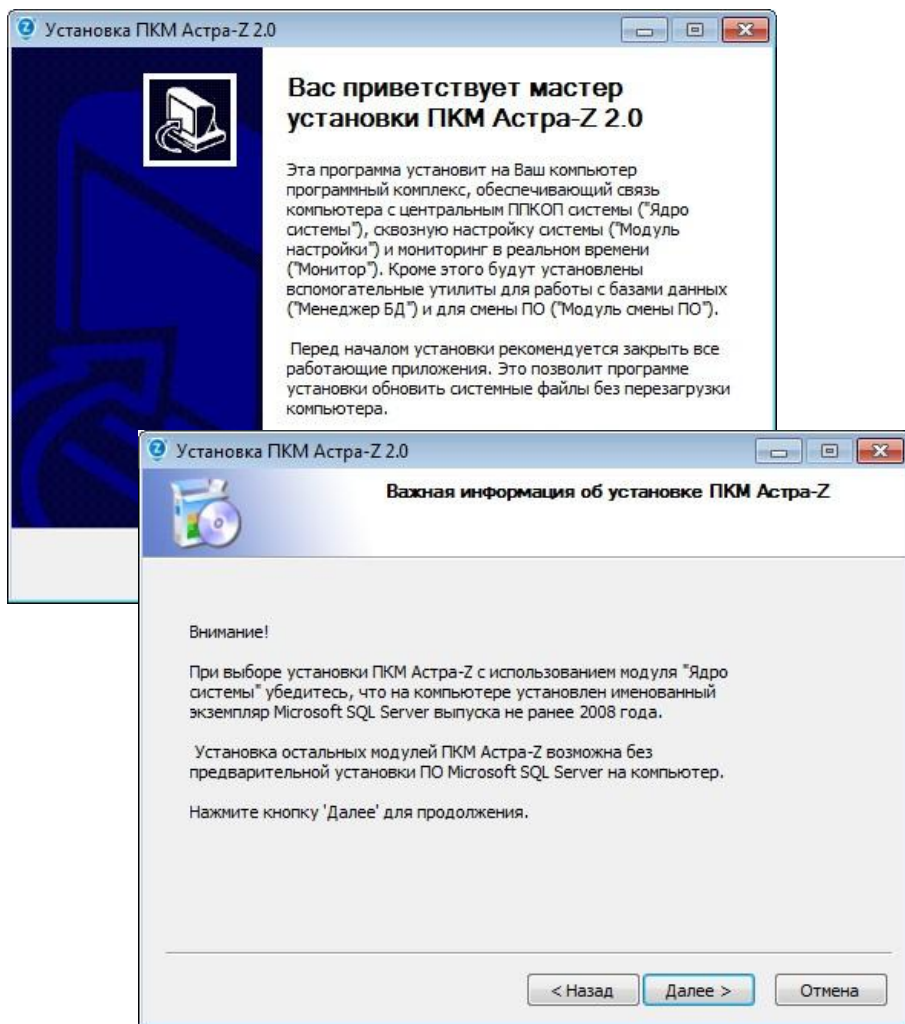 Установка ПКМ Астра-Z 2.0
Вас приветствует мастер
установки ПКМ Астра-Z 2.0
Эта программа установит на Ваш компьютер
программный комплекс, обеспечивающий связь
компьютера с центральным ППКОП системы ("Ядро
системы"), сквозную настройку системы ("Модуль
настройки") и мониторинг в реальном времени
("Монитор"). Кроме этого будут установлены
вспомогательные утилиты для работы с базами данных
("Менеджер БД") и для смены ПО ("Модуль смены ПО").
Перед началом установки рекомендуется закрыть все
работающие приложения. Это позволит программе
установки обновить системные файлы без перезагрузки
компьютера.
Установка ПКМ Астра-Z 2.0
Важная информация об установке ПКМ Астра-Z
Внимание!
При выборе установки ПКМ Астра-Z с использованием модуля "Ядро
системы" убедитесь, что на компьютере установлен именованный
экземпляр Microsoft SQL Server выпуска не ранее 2008 года.
Установка остальных модулей ПКМ Астра-Z возможна без
предварительной установки ПО Microsoft SQL Server на компьютер.
Нажмите кнопку 'Далее' для продолжения.
< Назад Далее > Отмена